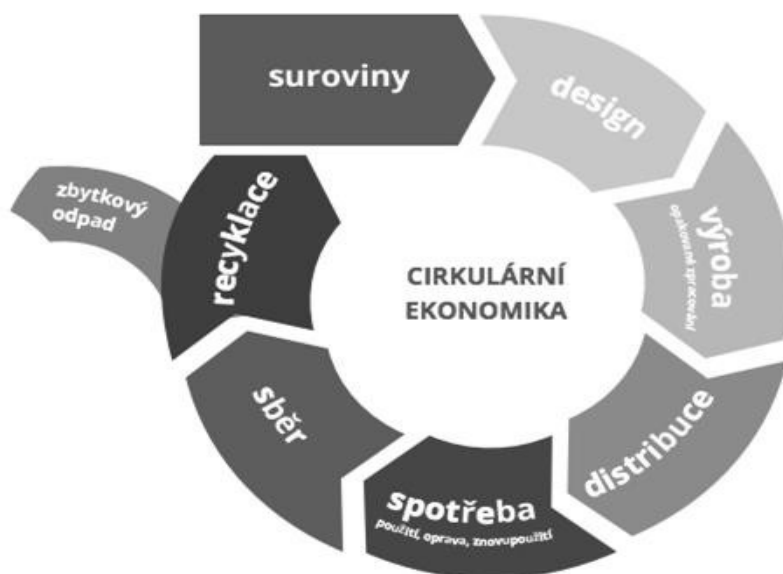 suroviny
design
výroba
opakované zpracování
distribuce
spotřeba
použití, oprava, znovupoužití
sběr
recyklace
zbytkový
odpad
CIRKULÁRNÍ
EKONOMIKA